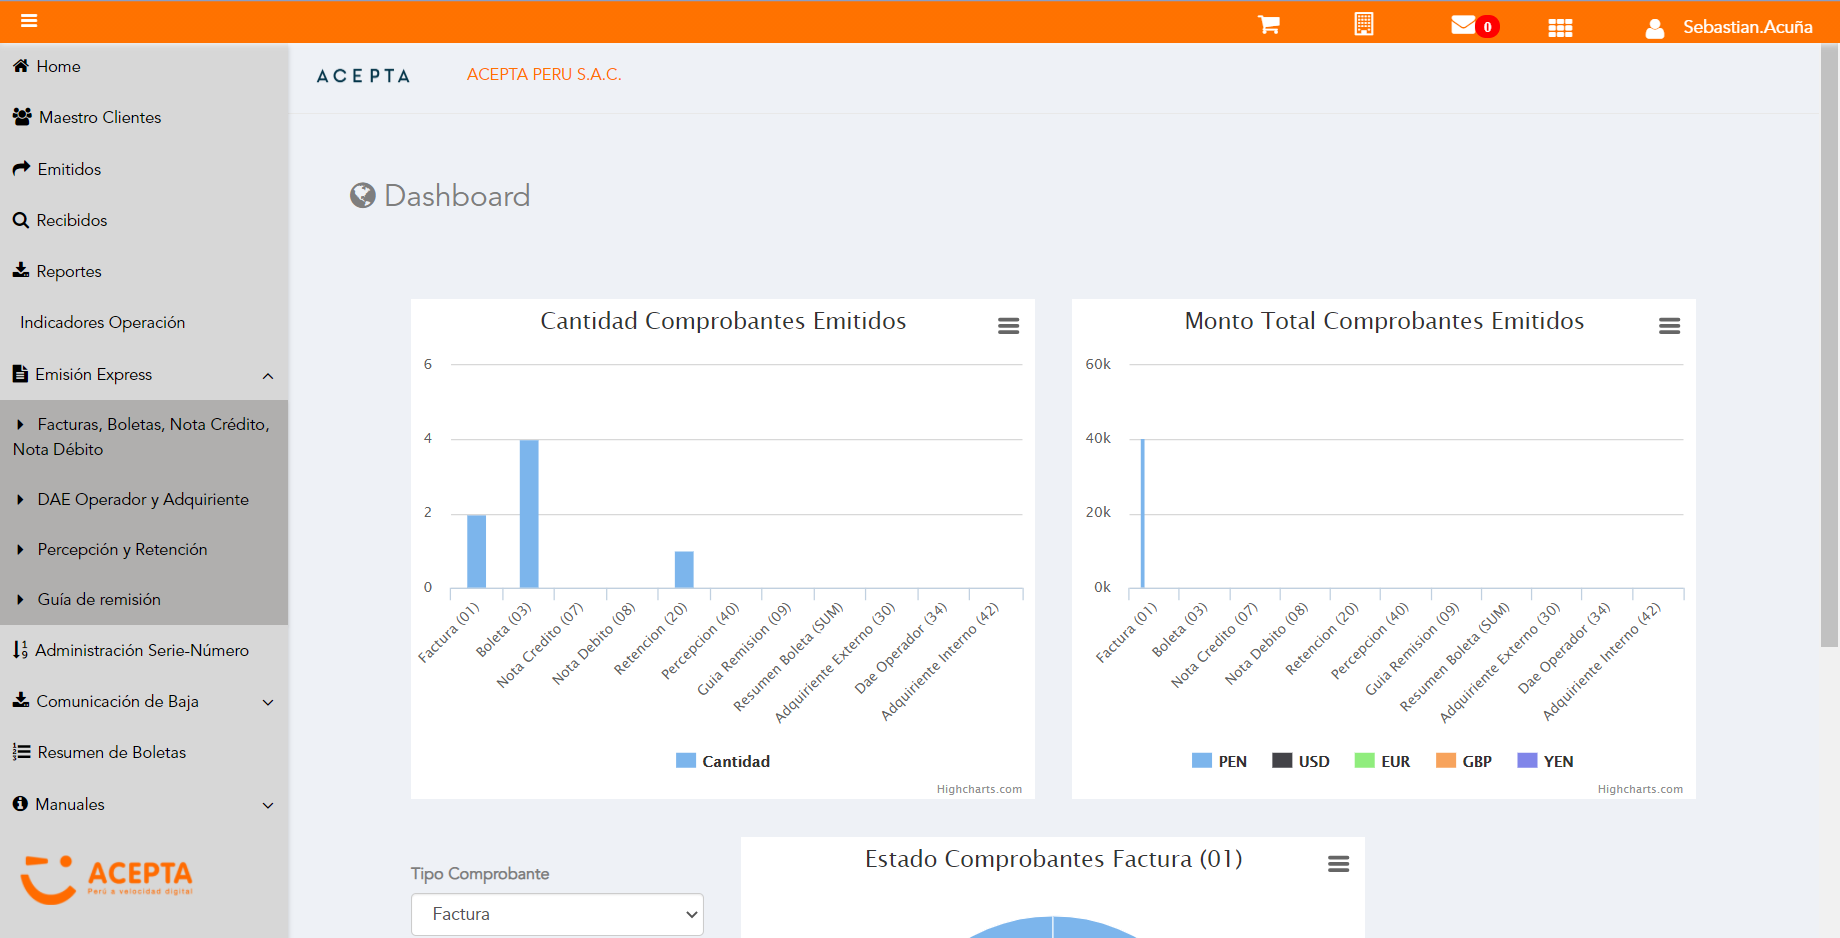 0
Sebastian.Acuña
Home
Maestro Clientes
Emitidos
Recibidos
Reportes
Indicadores Operación
Emisión Express
Facturas, Boletas, Nota Crédito,
Nota Débito
DAE Operador y Adquiriente
Percepción y Retención
Guía de remisión
Administración Serie-Número
Comunicación de Baja
Resumen de Boletas
Manuales
ACEPTA
Perú a velocidad digital
ACEPTA
ACEPTA PERU S.A.C.
Dashboard
Cantidad Comprobantes Emitidos
6
4
2
0
Factura (01)
Boleta (03)
Nota Credito (07)
Nota Debito (08)
Retencion (20)
Percepcion (40)
Guia Remision (09)
Resumen Boleta (SUM)
Adquiriente Externo (30)
Dae Operador (34)
Adquiriente Interno (42)
Cantidad
Highcharts.com
Monto Total Comprobantes Emitidos
60k
40k
20k
0k
Factura (01)
Boleta (03)
Nota Credito (07)
Nota Debito (08)
Retencion (20)
Percepcion (40)
Guia Remision (09)
Resumen Boleta (SUM)
Adquiriente Externo (30)
Dae Operador (34)
Adquiriente Interno (42)
PEN USD EUR GBP YEN
Highcharts.com
Tipo Comprobante
Factura
Estado Comprobantes Factura (01)